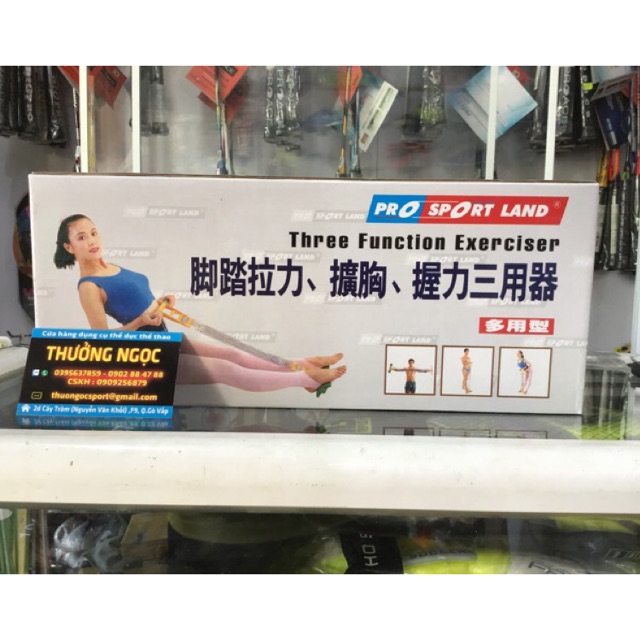 PRO SPORT LAND
Three Function Exerciser
脚踏拉力、擴胸、握力三用器
多用型
Cửa hàng dụng cụ thể dục thể thao
THƯỞNG NGỌC
0395637859 - 0902 88 47 88
CSKH : 0909256879
thuongocsport@gmail.com
2d Cây Trâm (Nguyễn Văn Khối) ,F9, Q.Gò Vấp